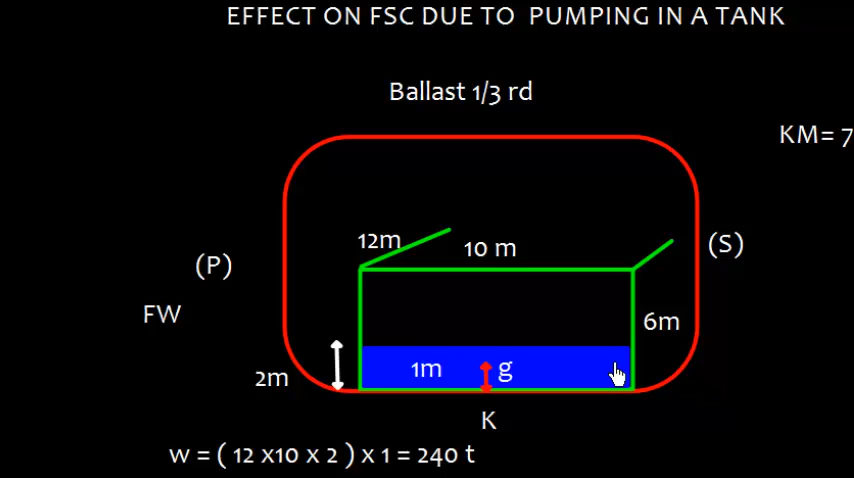 EFFECT ON FSC DUE TO PUMPING IN A TANK
Ballast 1/3 rd
KM= 7
12m
10 m
(P)
(S)
FW
6m
2m
1m
g
K
w = ( 12 x10 x 2 ) x 1 = 240 t